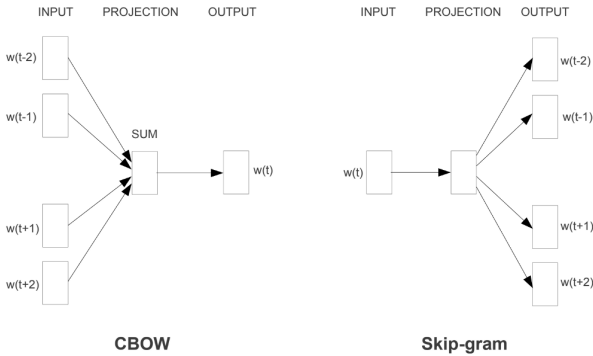 INPUT PROJECTION OUTPUT
w(t-2)
w(t-1)
SUM
w(t)
w(t+1)
w(t+2)
CBOW
INPUT PROJECTION OUTPUT
w(t-2)
w(t-1)
w(t)
w(t+1)
w(t+2)
Skip-gram